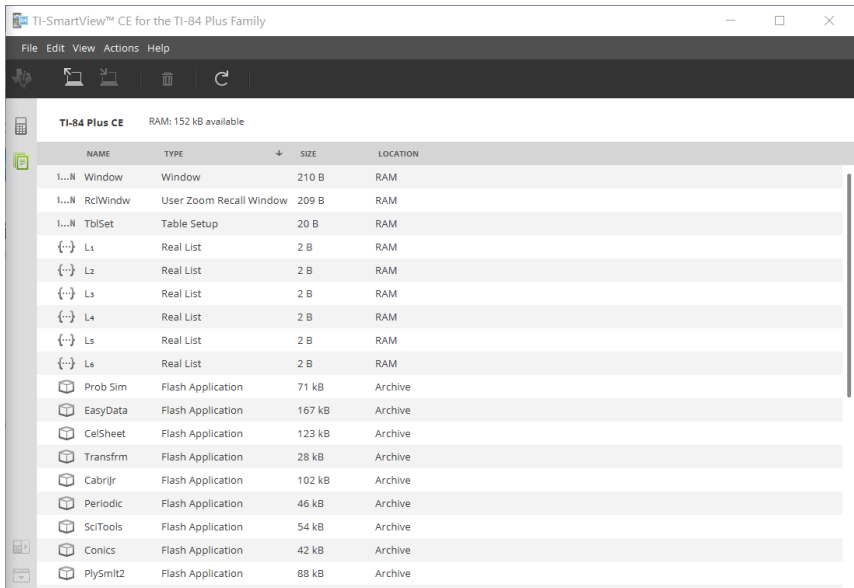 TI-SmartView™ CE for the TI-84 Plus Family
File Edit View Actions Help
TI-84 Plus CE RAM: 152 kB available
NAME TYPE SIZE LOCATION
1...N Window Window 210 B RAM
1...N RclWindw User Zoom Recall Window 209 B RAM
1...N TblSet Table Setup 20 B RAM
{···} L₁ Real List 2 B RAM
{···} L₂ Real List 2 B RAM
{···} L₃ Real List 2 B RAM
{···} L₄ Real List 2 B RAM
{···} L₅ Real List 2 B RAM
{···} L₆ Real List 2 B RAM
Prob Sim Flash Application 71 kB Archive
EasyData Flash Application 167 kB Archive
CelSheet Flash Application 123 kB Archive
Transfrm Flash Application 28 kB Archive
CabriJr Flash Application 102 kB Archive
Periodic Flash Application 46 kB Archive
SciTools Flash Application 54 kB Archive
Conics Flash Application 42 kB Archive
PlySmlt2 Flash Application 88 kB Archive